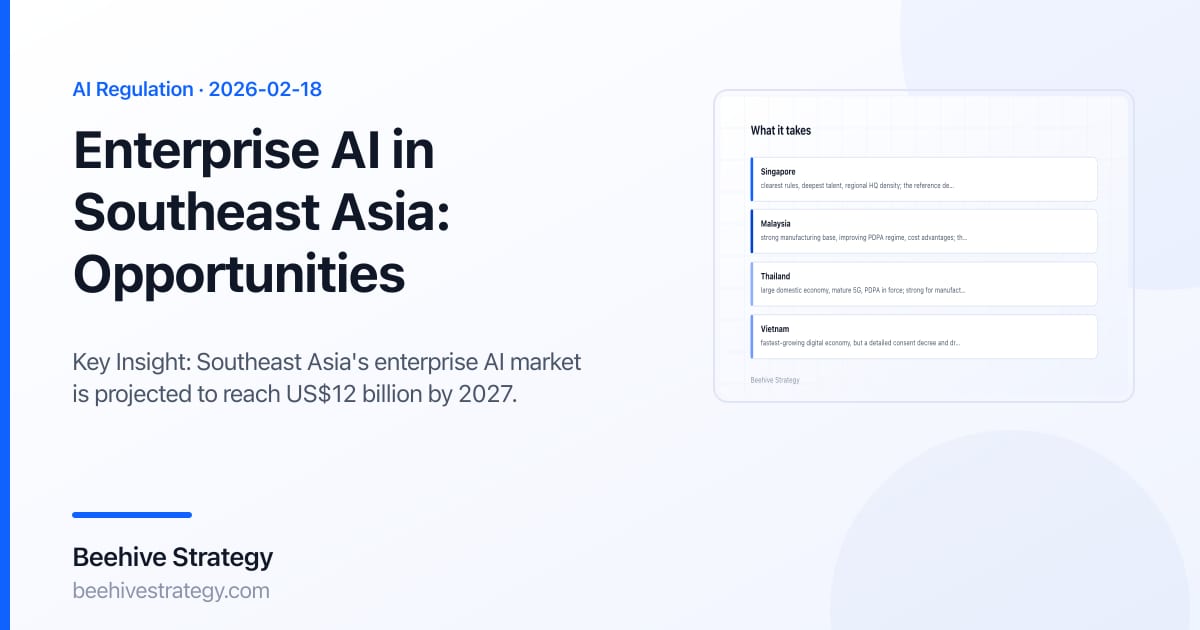 AI Regulation · 2026-02-18
Enterprise AI in
Southeast Asia:
Opportunities
Key Insight: Southeast Asia's enterprise AI market
is projected to reach US$12 billion by 2027.
Beehive Strategy
beehivestrategy.com
What it takes
Singapore
clearest rules, deepest talent, regional HQ density; the reference de...
Malaysia
strong manufacturing base, improving PDPA regime, cost advantages; th...
Thailand
large domestic economy, mature 5G, PDPA in force; strong for manufact...
Vietnam
fastest-growing digital economy, but a detailed consent decree and dr...
Beehive Strategy